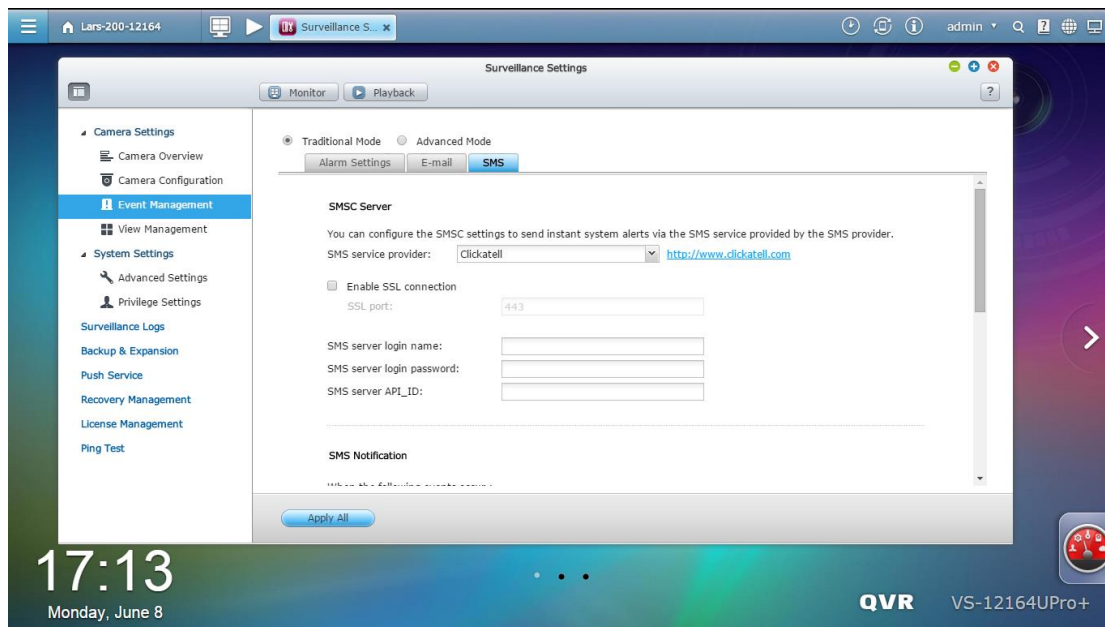 Lars-200-12164 Surveillance S... x admin
Surveillance Settings
Monitor Playback ?
Camera Settings
Camera Overview
Camera Configuration
Event Management
View Management
System Settings
Advanced Settings
Privilege Settings
Surveillance Logs
Backup & Expansion
Push Service
Recovery Management
License Management
Ping Test
Traditional Mode Advanced Mode
Alarm Settings E-mail SMS
SMSC Server
You can configure the SMSC settings to send instant system alerts via the SMS service provided by the SMS provider.
SMS service provider: Clickatell http://www.clickatell.com
Enable SSL connection
SSL port: 443
SMS server login name:
SMS server login password:
SMS server API_ID:
SMS Notification
When the following events occur:
Apply All
17:13
Monday, June 8
QVR VS-12164UPro+